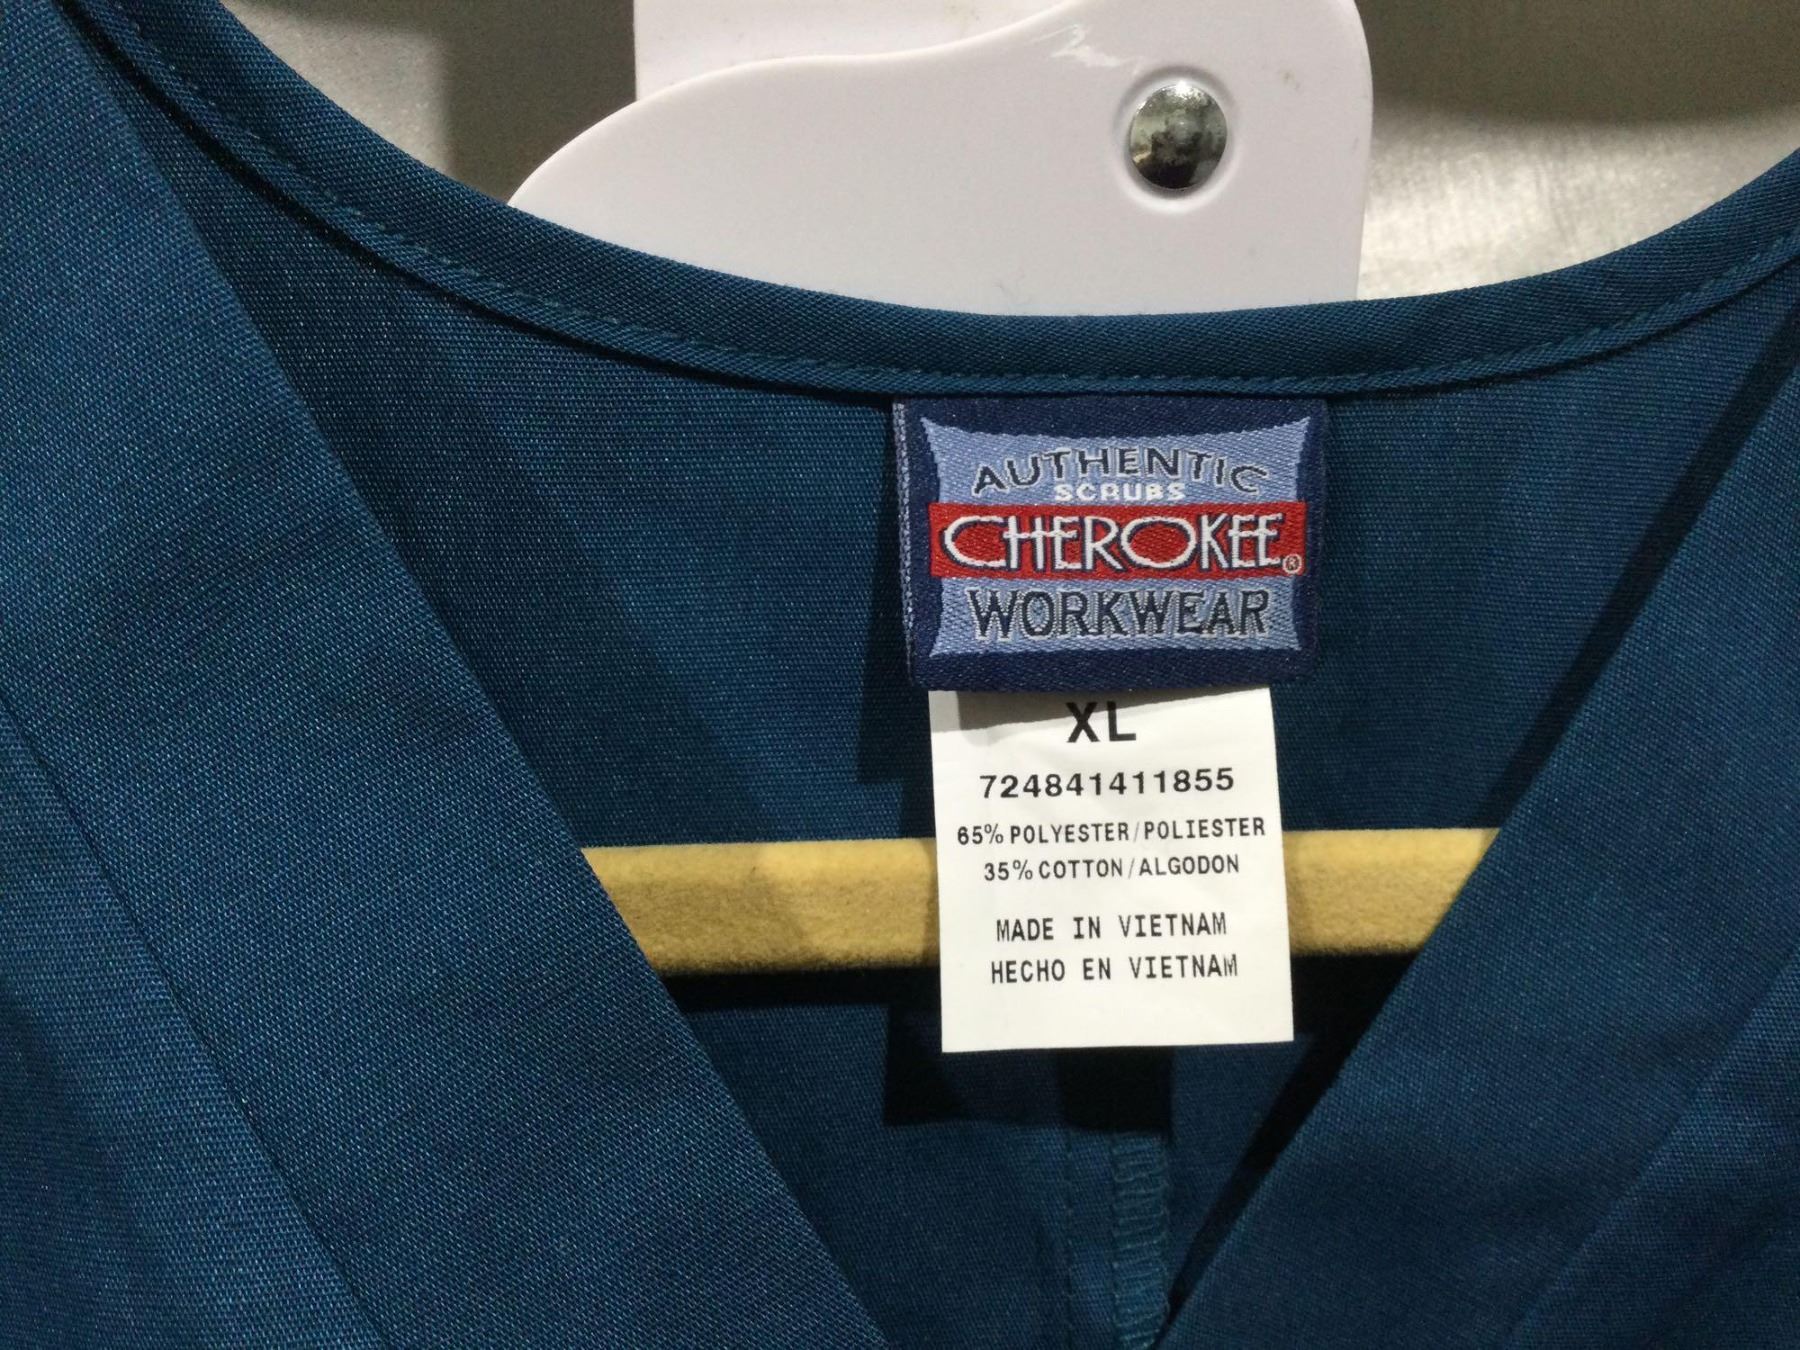 AUTHENTIC
SCRUBS
CHEROKEE®
WORKWEAR
XL
724841411855
65% POLYESTER/POLIESTER
35% COTTON/ALGODON
MADE IN VIETNAM
HECHO EN VIETNAM